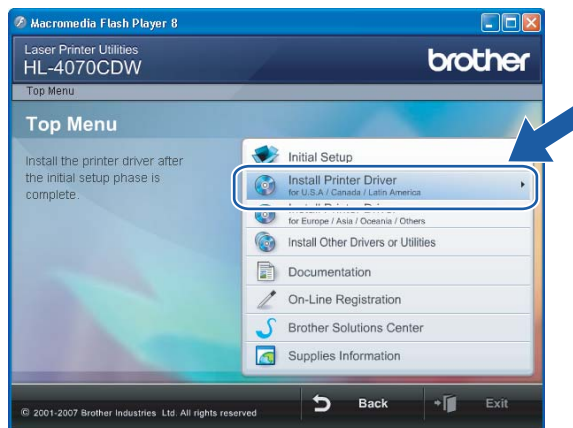 Macromedia Flash Player 8
Laser Printer Utilities
HL-4070CDW
brother
Top Menu
Top Menu
Install the printer driver after
the initial setup phase is
complete.
Initial Setup
Install Printer Driver
for U.S.A / Canada / Latin America
Install Printer Driver
for Europe / Asia / Oceania / Others
Install Other Drivers or Utilities
Documentation
On-Line Registration
Brother Solutions Center
Supplies Information
© 2001-2007 Brother Industries Ltd. All rights reserved
Back
Exit